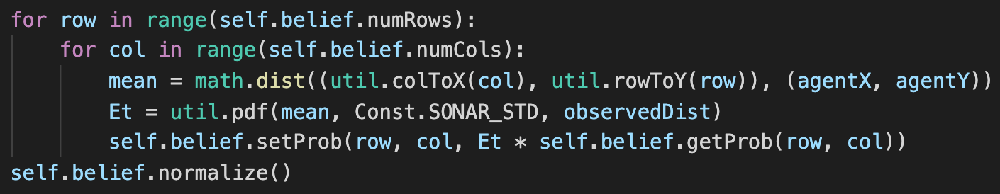 for row in range(self.belief.numRows):
    for col in range(self.belief.numCols):
        mean = math.dist((util.colToX(col), util.rowToY(row)), (agentX, agentY))
        Et = util.pdf(mean, Const.SONAR_STD, observedDist)
        self.belief.setProb(row, col, Et * self.belief.getProb(row, col))
self.belief.normalize()